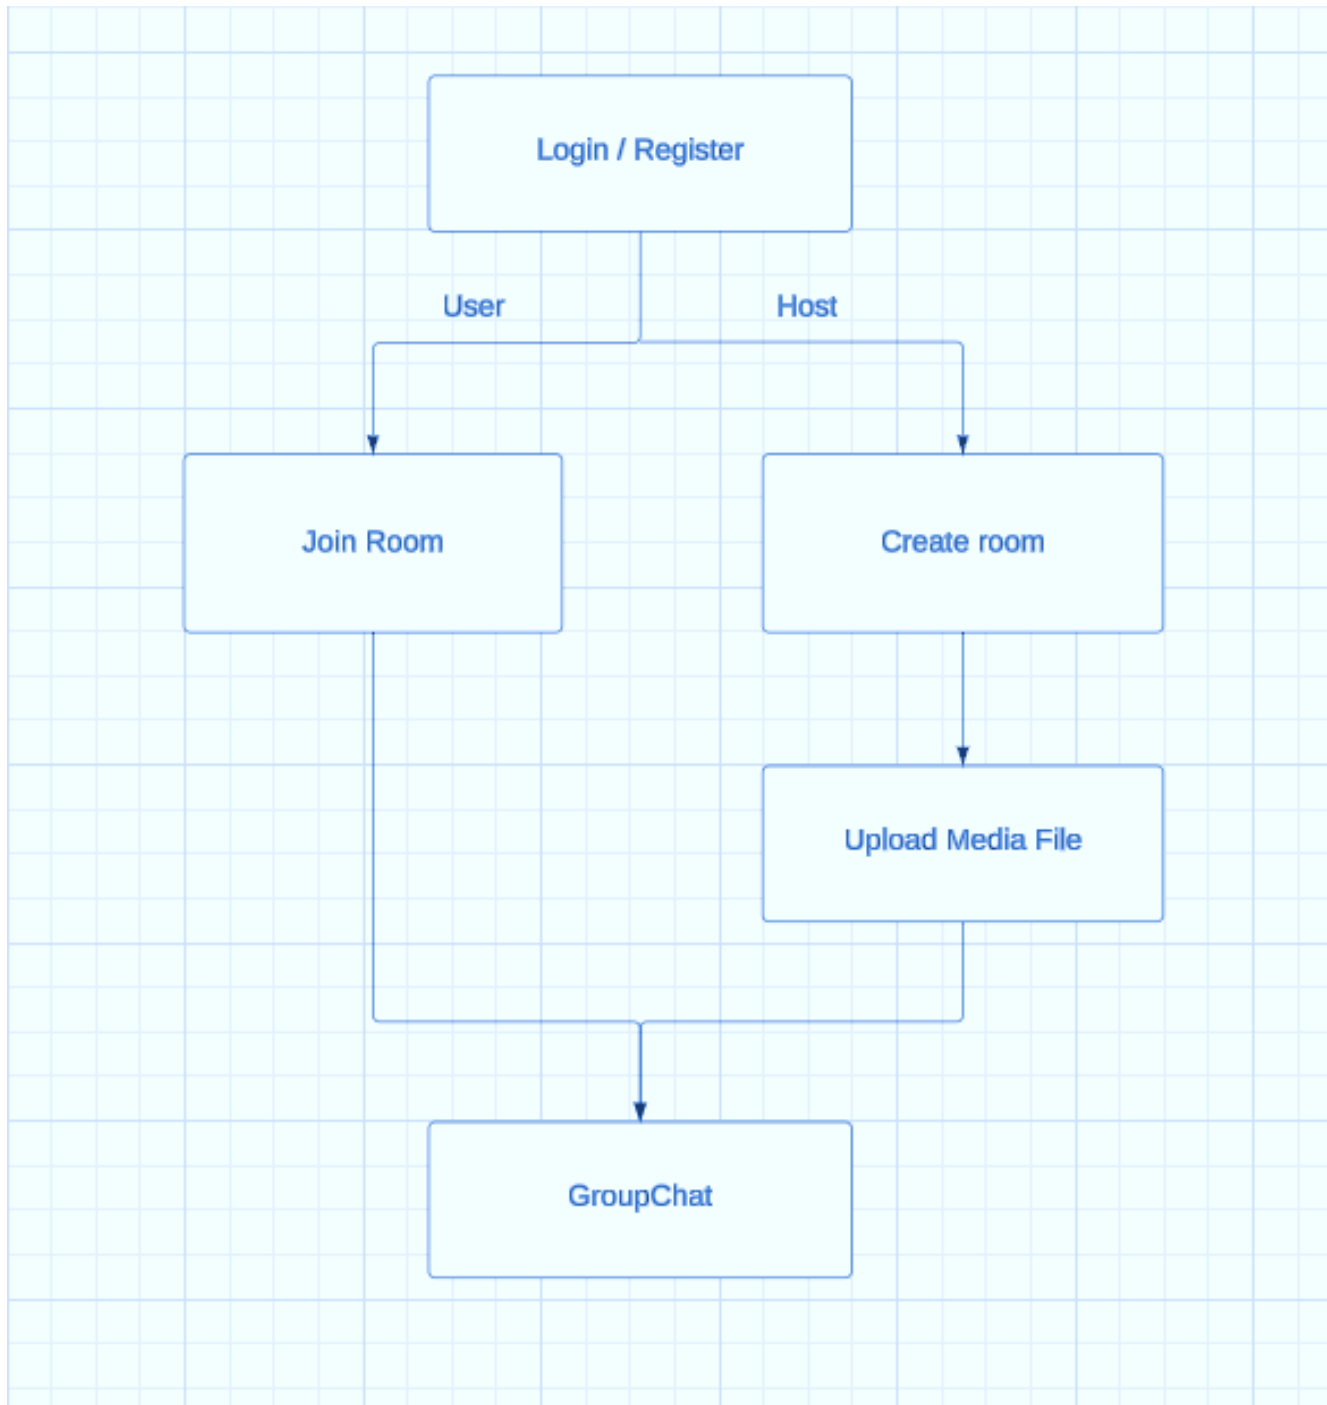 Login / Register
User
Host
Join Room
Create room
Upload Media File
GroupChat